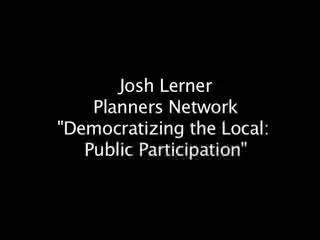 Josh Lerner
Planners Network
"Democratizing the Local:
Public Participation"